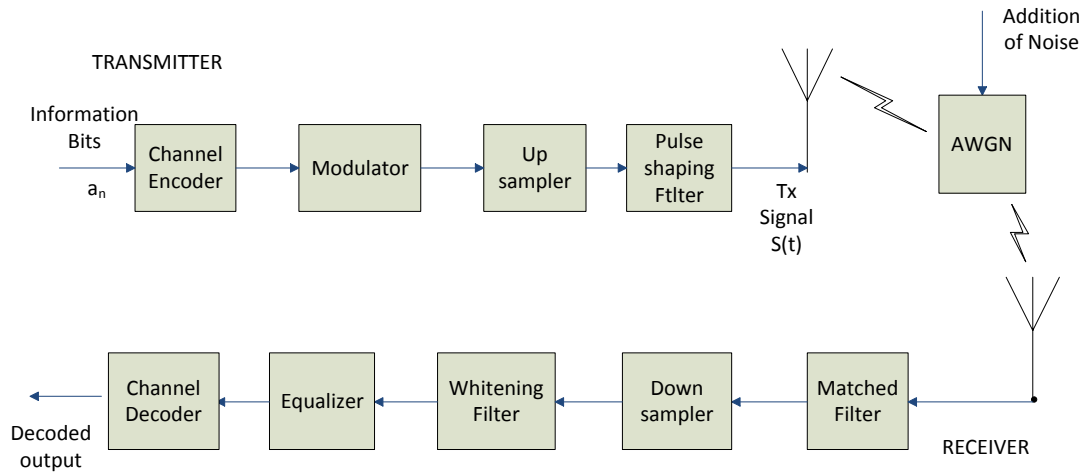 Addition
of Noise
TRANSMITTER
Information
Bits
aₙ
Channel
Encoder
Modulator
Up
sampler
Pulse
shaping
Ftlter
Tx
Signal
S(t)
AWGN
Channel
Decoder
Equalizer
Whitening
Filter
Down
sampler
Matched
Filter
Decoded
output
RECEIVER